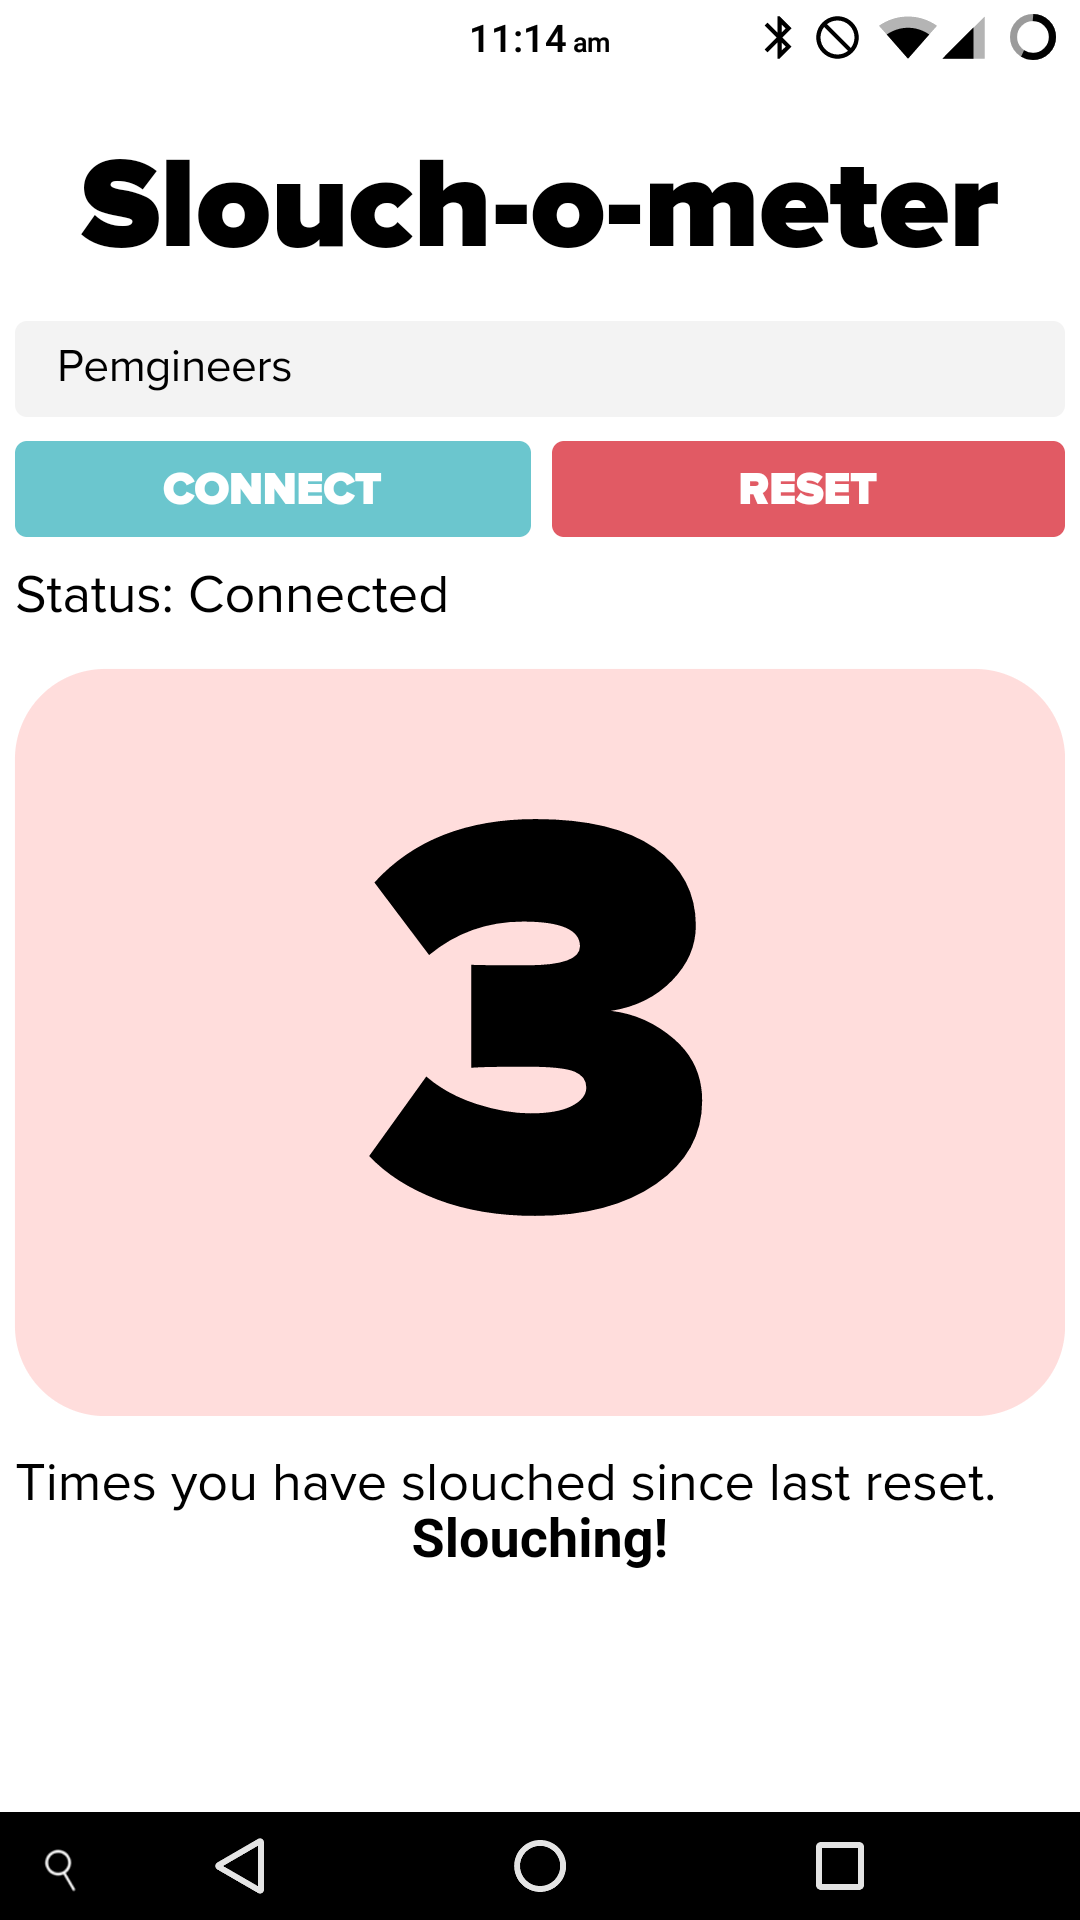 11:14 am
Slouch-o-meter
Pemgineers
CONNECT
RESET
Status: Connected
3
Times you have slouched since last reset.
Slouching!